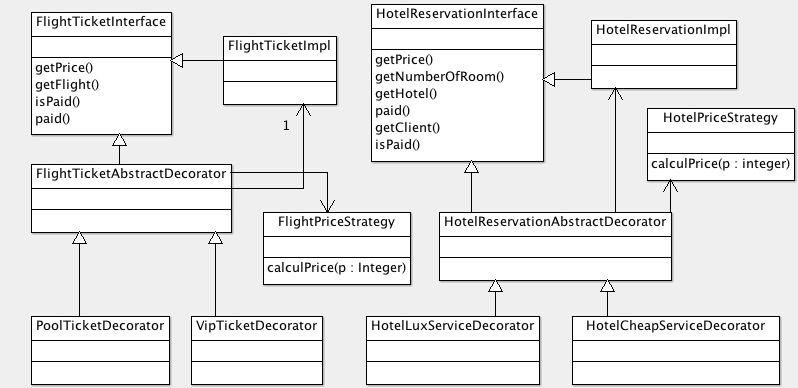 FlightTicketInterface
getPrice()
getFlight()
isPaid()
paid()
FlightTicketImpl
1
FlightTicketAbstractDecorator
FlightPriceStrategy
calculPrice(p : Integer)
PoolTicketDecorator
VipTicketDecorator
HotelReservationInterface
getPrice()
getNumberOfRoom()
getHotel()
paid()
getClient()
isPaid()
HotelReservationImpl
HotelPriceStrategy
calculPrice(p : integer)
HotelReservationAbstractDecorator
HotelLuxServiceDecorator
HotelCheapServiceDecorator